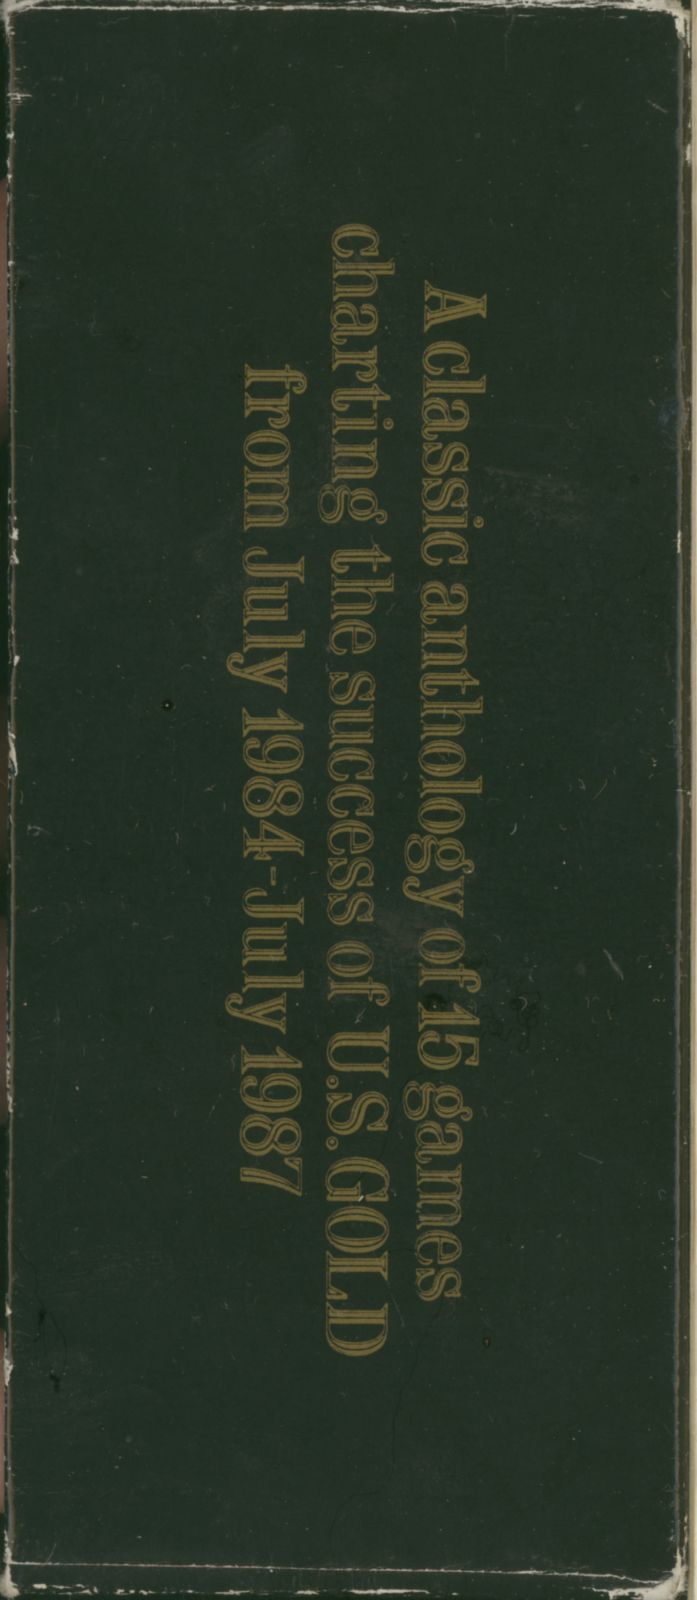 A classic anthology of 15 games
charting the success of U.S. GOLD
from July 1984-July 1987